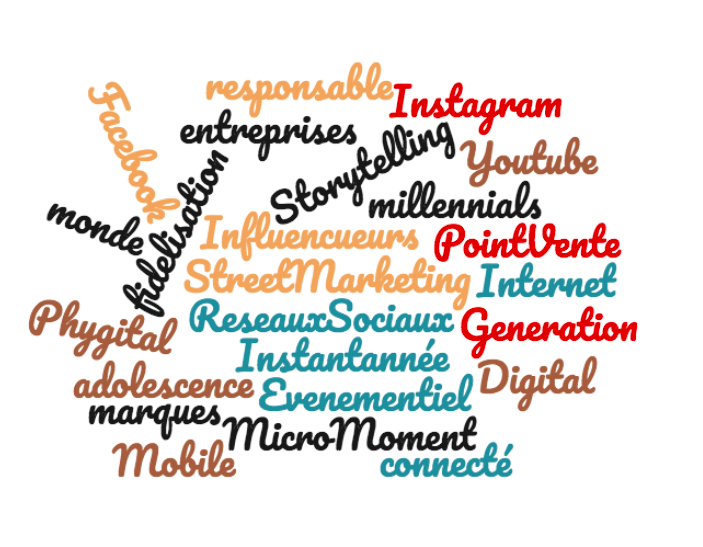 responsable
Instagram
Facebook
entreprises
Storytelling
Youtube
fidelisation
millennials
monde
Influencueurs
PointVente
StreetMarketing
Internet
Phygital
ReseauxSociaux
Generation
Instantannée
adolescence
Evenementiel
Digital
marques
MicroMoment
Mobile
connecté